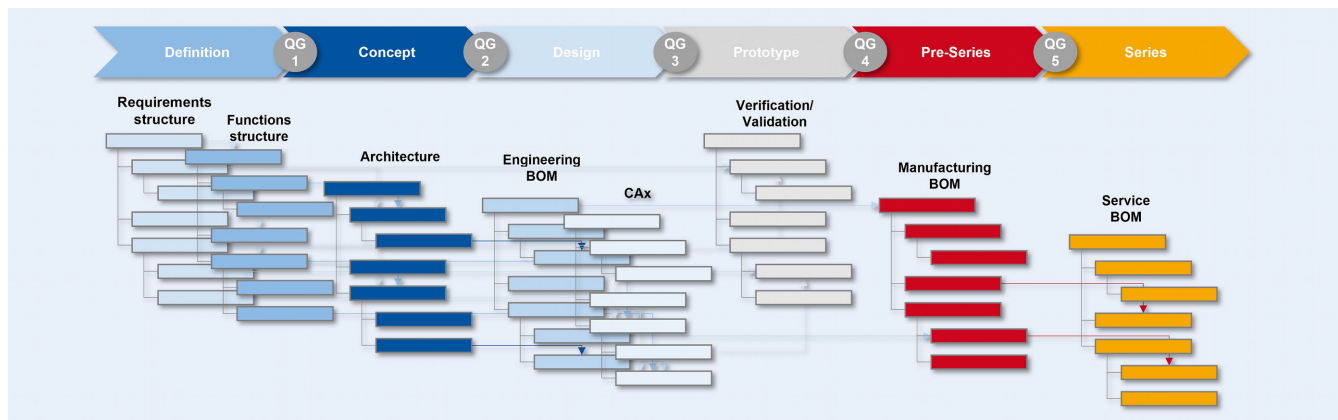 Definition
QG
1
Concept
QG
2
Design
QG
3
Prototype
QG
4
Pre-Series
QG
5
Series
Requirements
structure
Functions
structure
Architecture
Engineering
BOM
CAx
Verification/
Validation
Manufacturing
BOM
Service
BOM